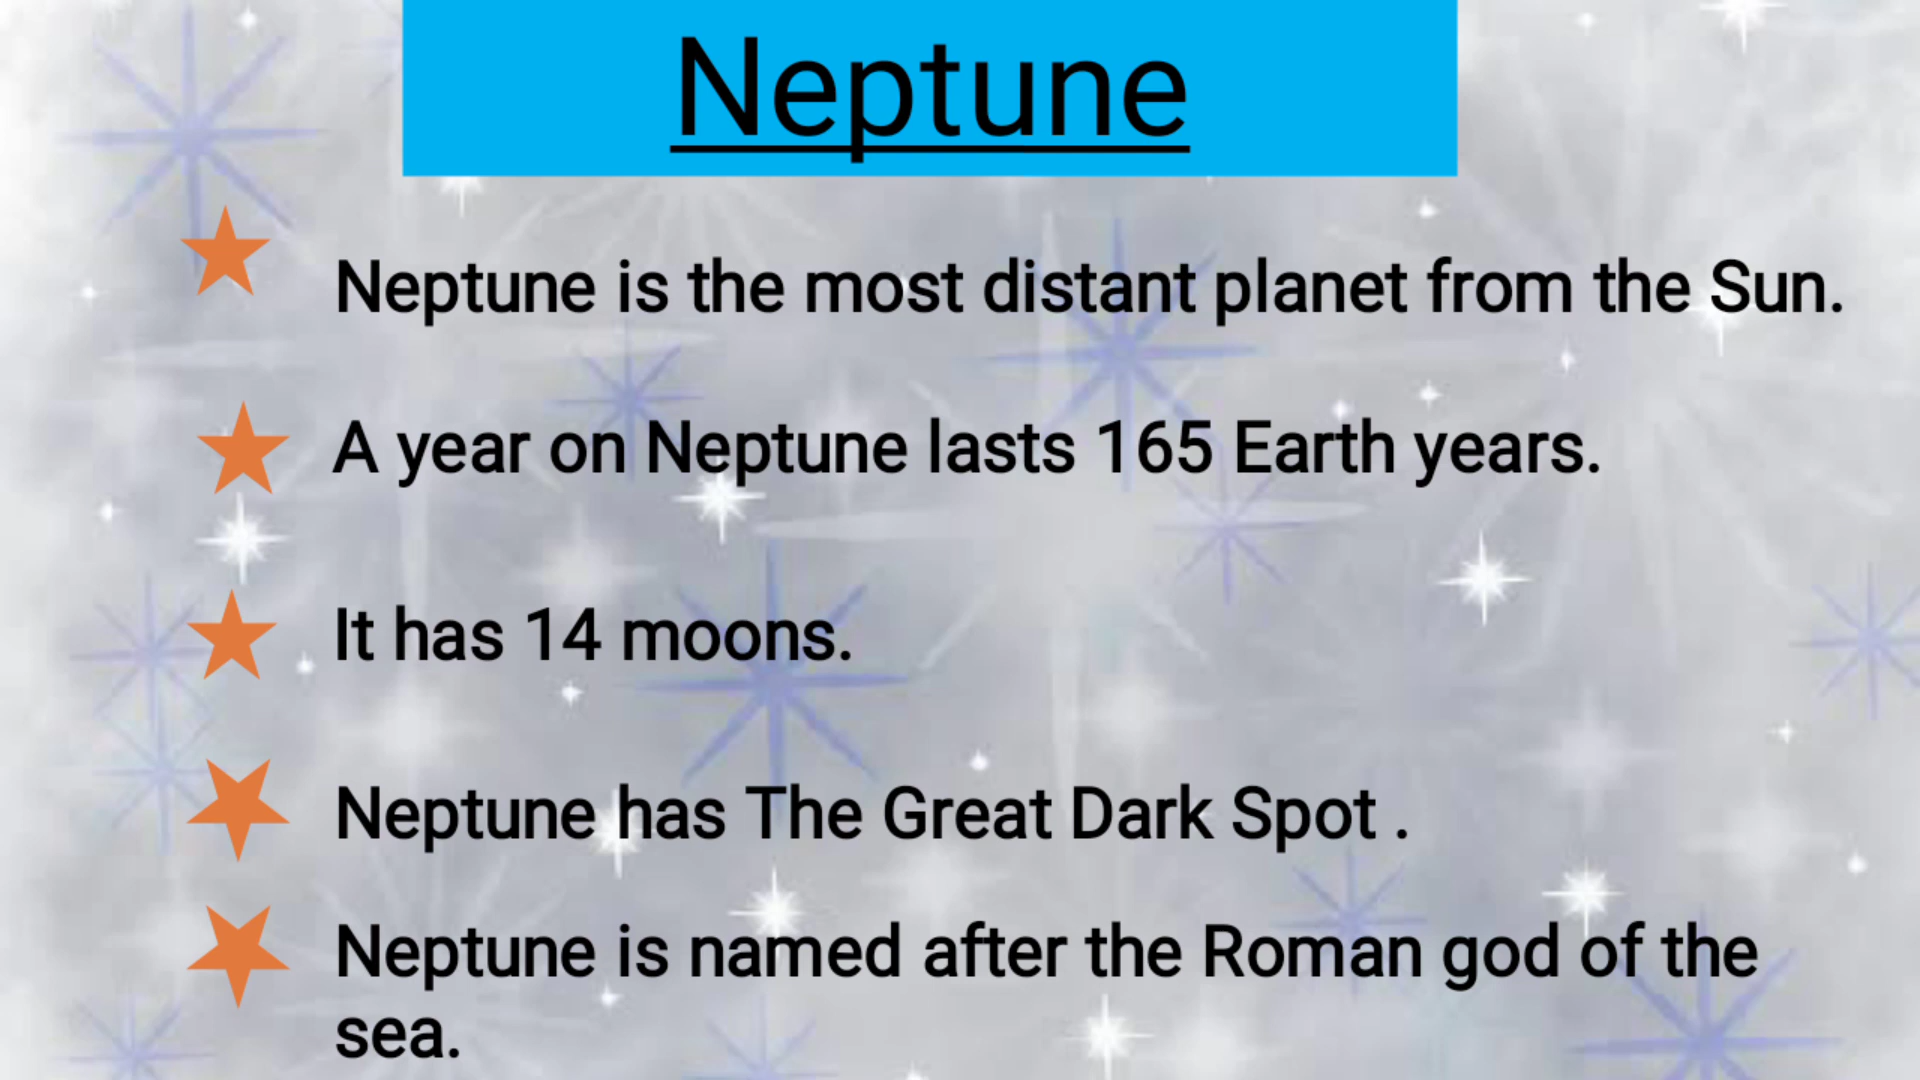 Neptune
Neptune is the most distant planet from the Sun.
A year on Neptune lasts 165 Earth years.
It has 14 moons.
Neptune has The Great Dark Spot .
Neptune is named after the Roman god of the
sea.